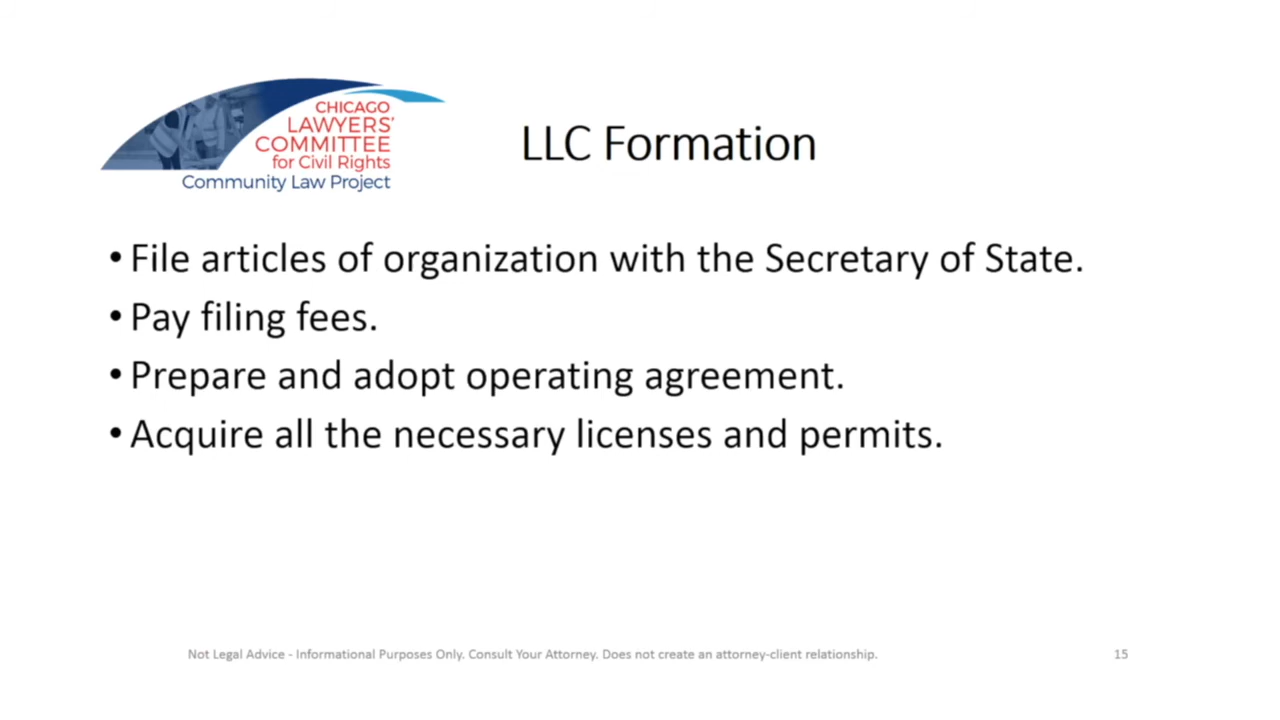 CHICAGO
LAWYERS'
COMMITTEE
for Civil Rights
Community Law Project
LLC Formation
• File articles of organization with the Secretary of State.
• Pay filing fees.
• Prepare and adopt operating agreement.
• Acquire all the necessary licenses and permits.
Not Legal Advice - Informational Purposes Only. Consult Your Attorney. Does not create an attorney-client relationship.
15